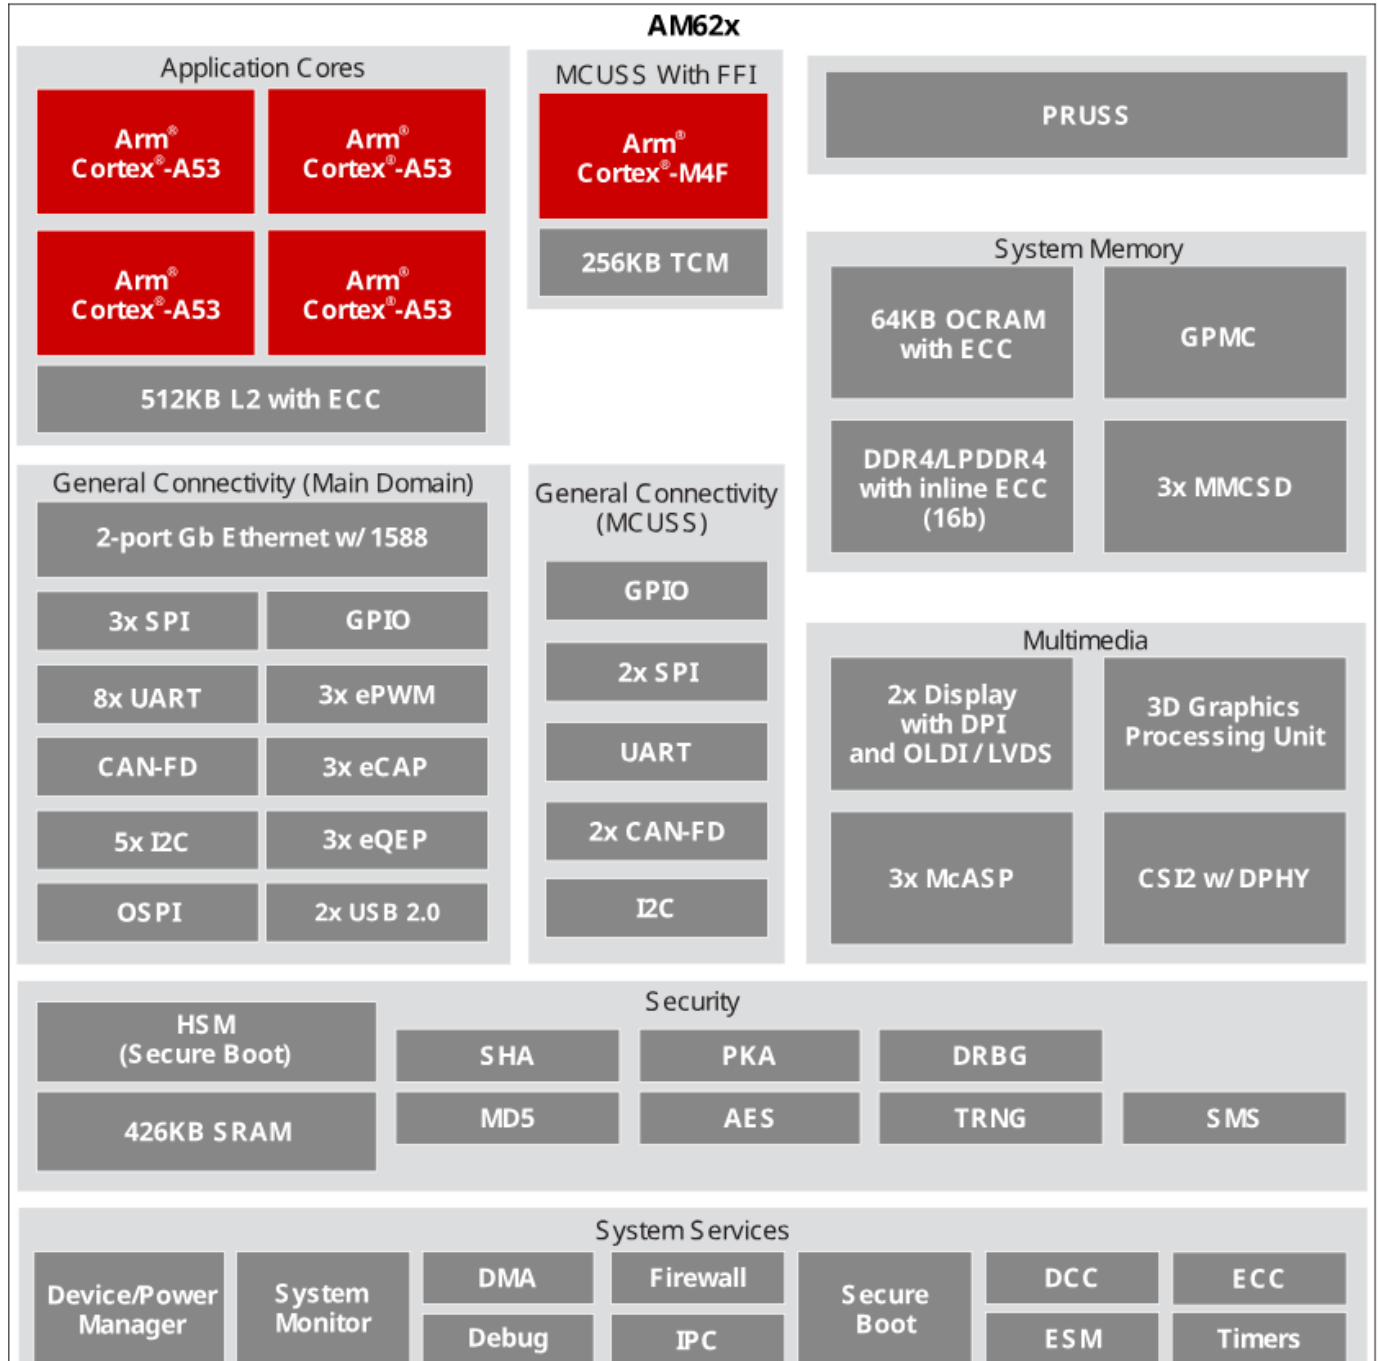 AM62x
Application Cores
Arm®
Cortex®-A53
Arm®
Cortex®-A53
Arm®
Cortex®-A53
Arm®
Cortex®-A53
512KB L2 with ECC
MCUSS With FFI
Arm®
Cortex®-M4F
256KB TCM
PRUSS
System Memory
64KB OCRAM
with ECC
GPMC
DDR4/LPDDR4
with inline ECC
(16b)
3x MMCSD
General Connectivity (Main Domain)
2-port Gb Ethernet w/ 1588
3x SPI
GPIO
8x UART
3x ePWM
CAN-FD
3x eCAP
5x I2C
3x eQEP
OSPI
2x USB 2.0
General Connectivity
(MCUSS)
GPIO
2x SPI
UART
2x CAN-FD
I2C
Multimedia
2x Display
with DPI
and OLDI / LVDS
3D Graphics
Processing Unit
3x McASP
CSI2 w/ DPHY
Security
HSM
(Secure Boot)
SHA
PKA
DRBG
426KB SRAM
MD5
AES
TRNG
SMS
System Services
Device/Power
Manager
System
Monitor
DMA
Debug
Firewall
IPC
Secure
Boot
DCC
ESM
ECC
Timers